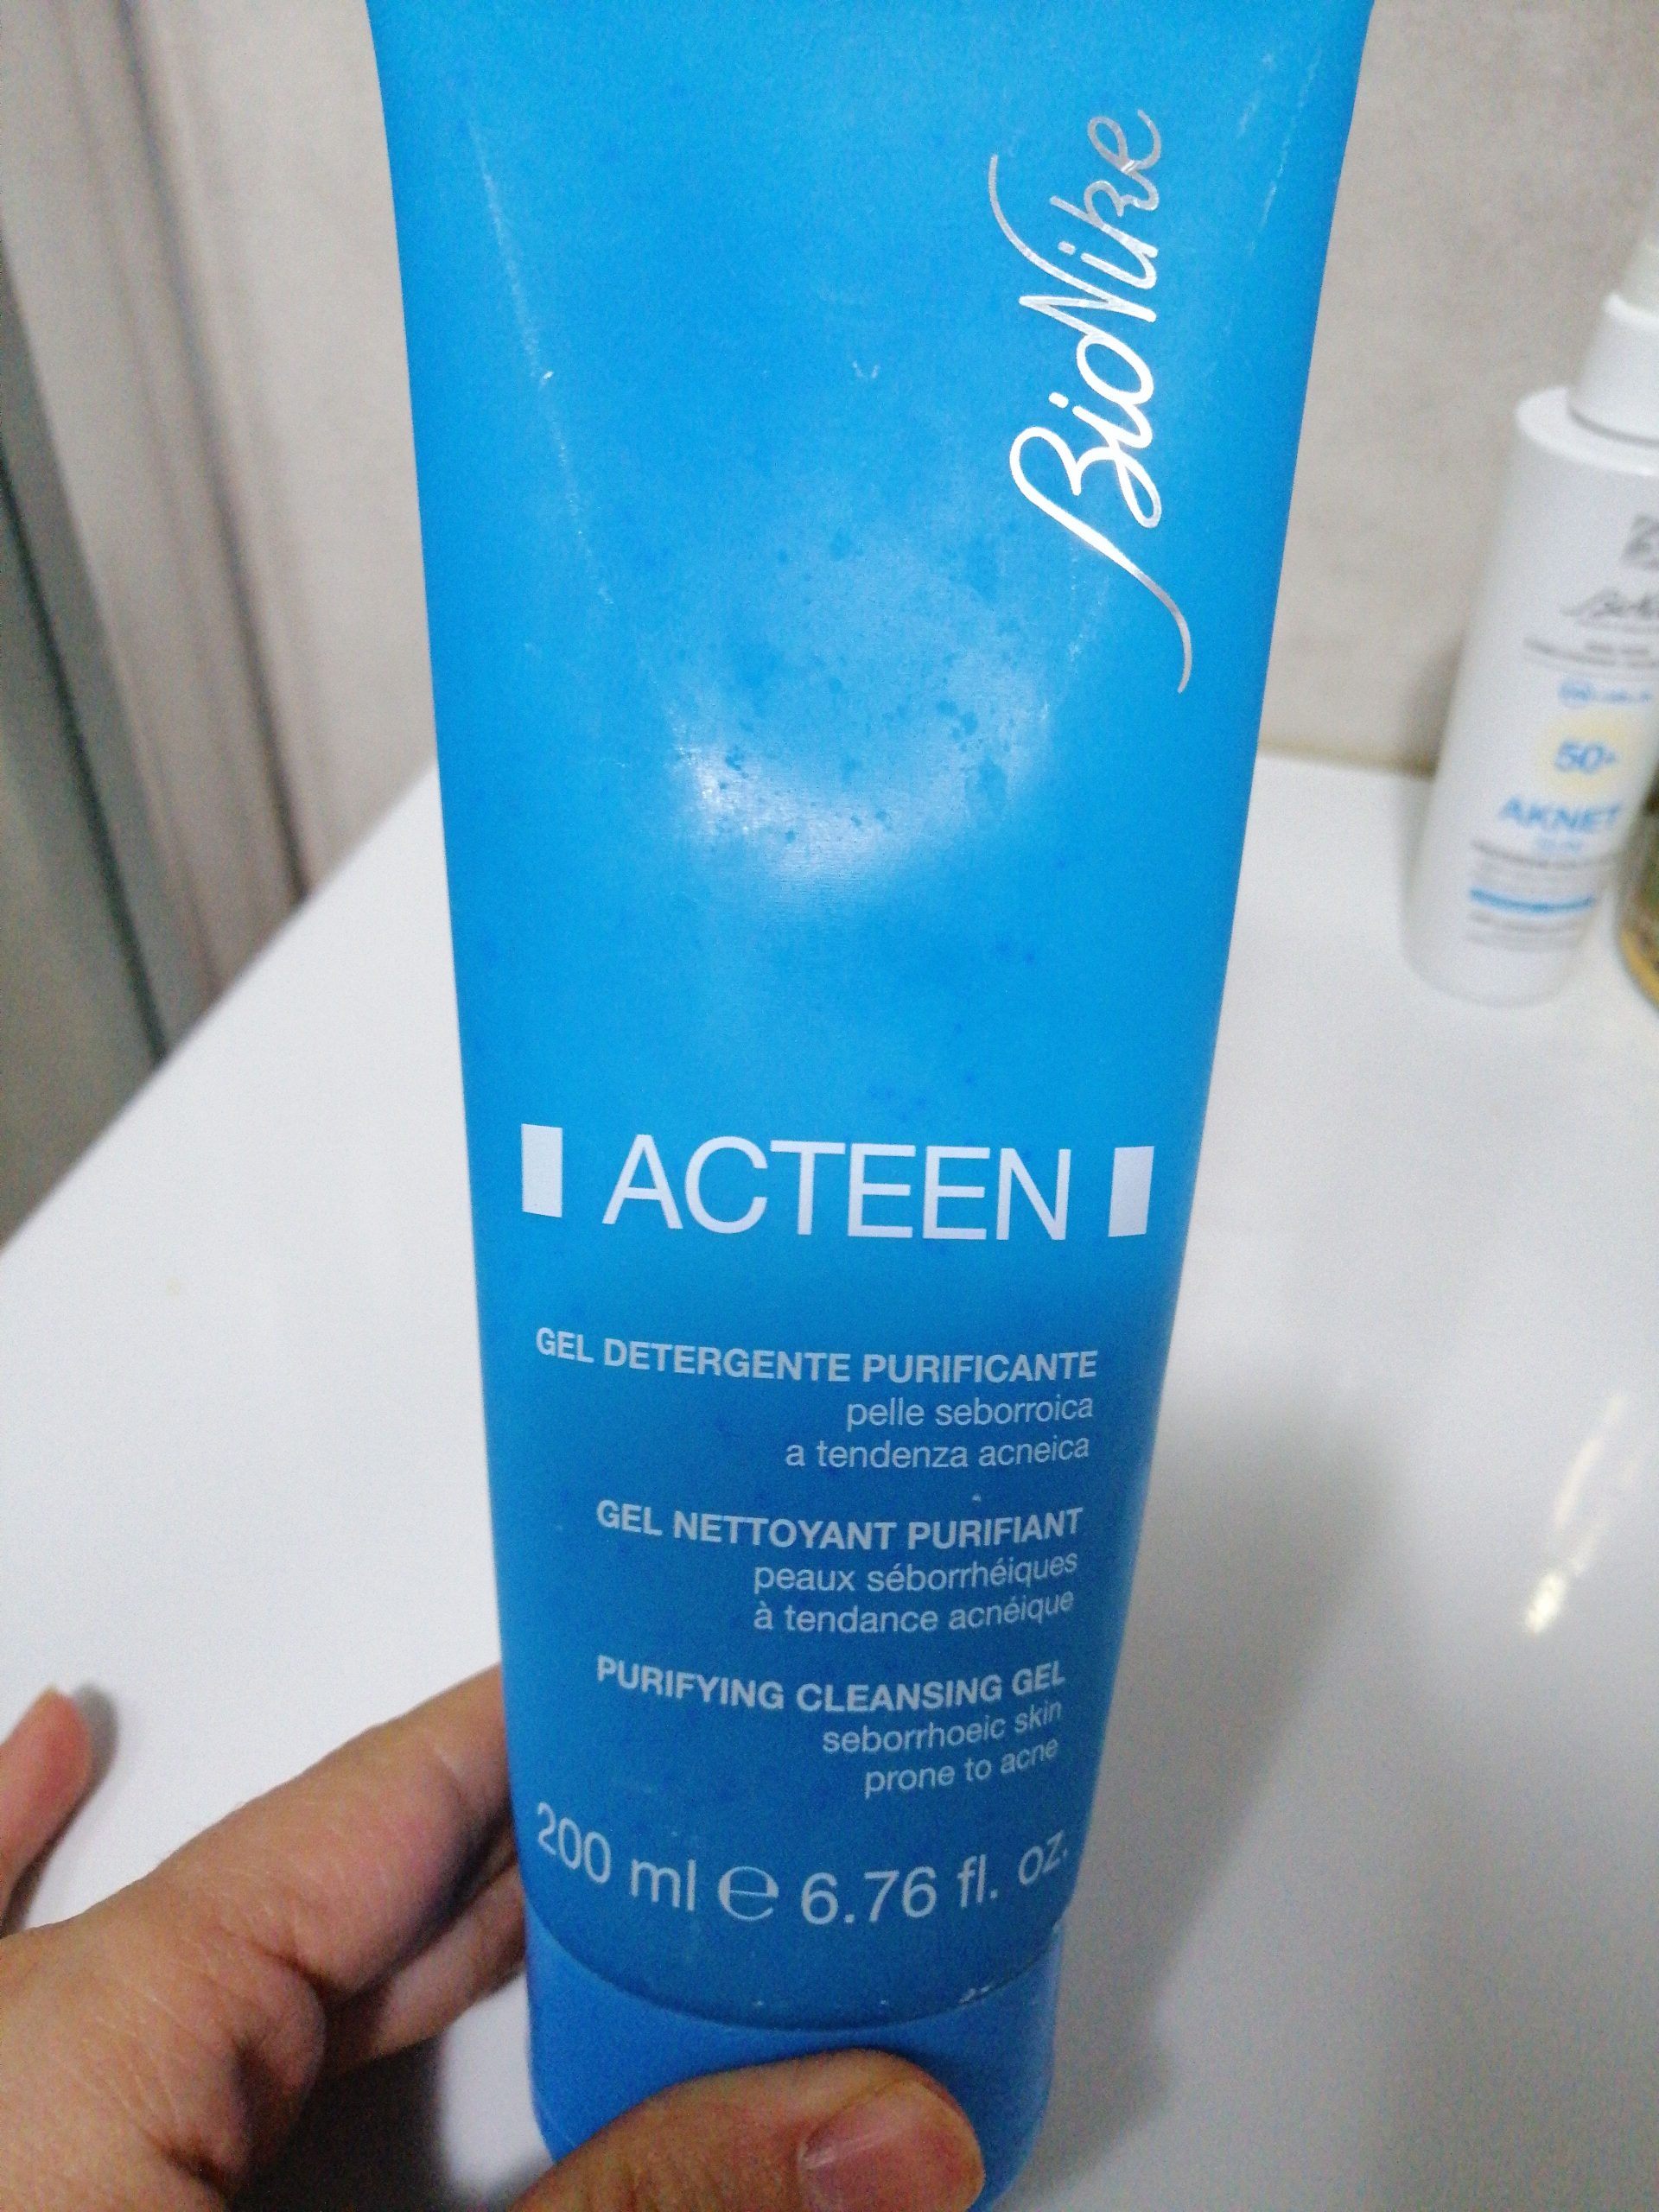 BioNike
ACTEEN
GEL DETERGENTE PURIFICANTE
pelle seborroica
a tendenza acneica
GEL NETTOYANT PURIFIANT
peaux séborrhéiques
à tendance acnéique
PURIFYING CLEANSING GEL
seborrhoeic skin
prone to acne
200 ml e 6.76 fl. oz.
50+
AKNET